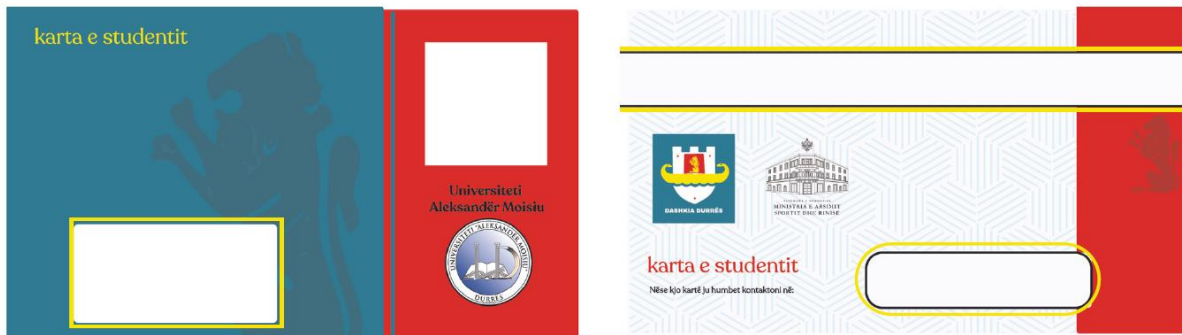 karta e studentit
Universiteti
Aleksandër Moisiu
UNIVERSITETI "ALEKSANDËR MOISIU"
DURRËS
BASHKIA DURRËS
MINISTRIA E ARSIMIT
SPORTIT DHE RINISË
karta e studentit
Nëse kjo kartë ju humbet kontaktoni në: